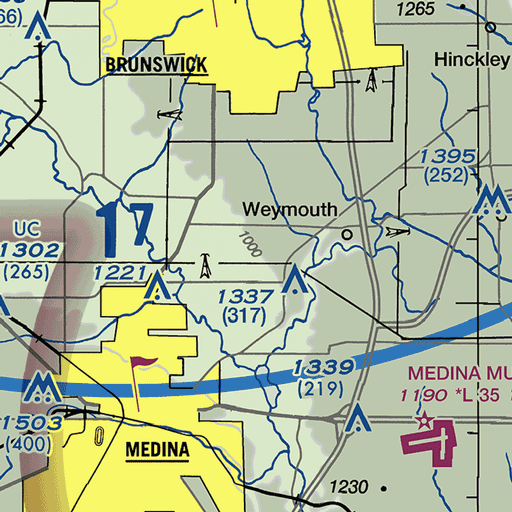 1265
66)
Hinckley
BRUNSWICK
1395
(252)
17
Weymouth
UC
1302
(265)
1000
1221
1337
(317)
1339
(219)
MEDINA MU
1190 *L 35
1503
(400)
MEDINA
1230